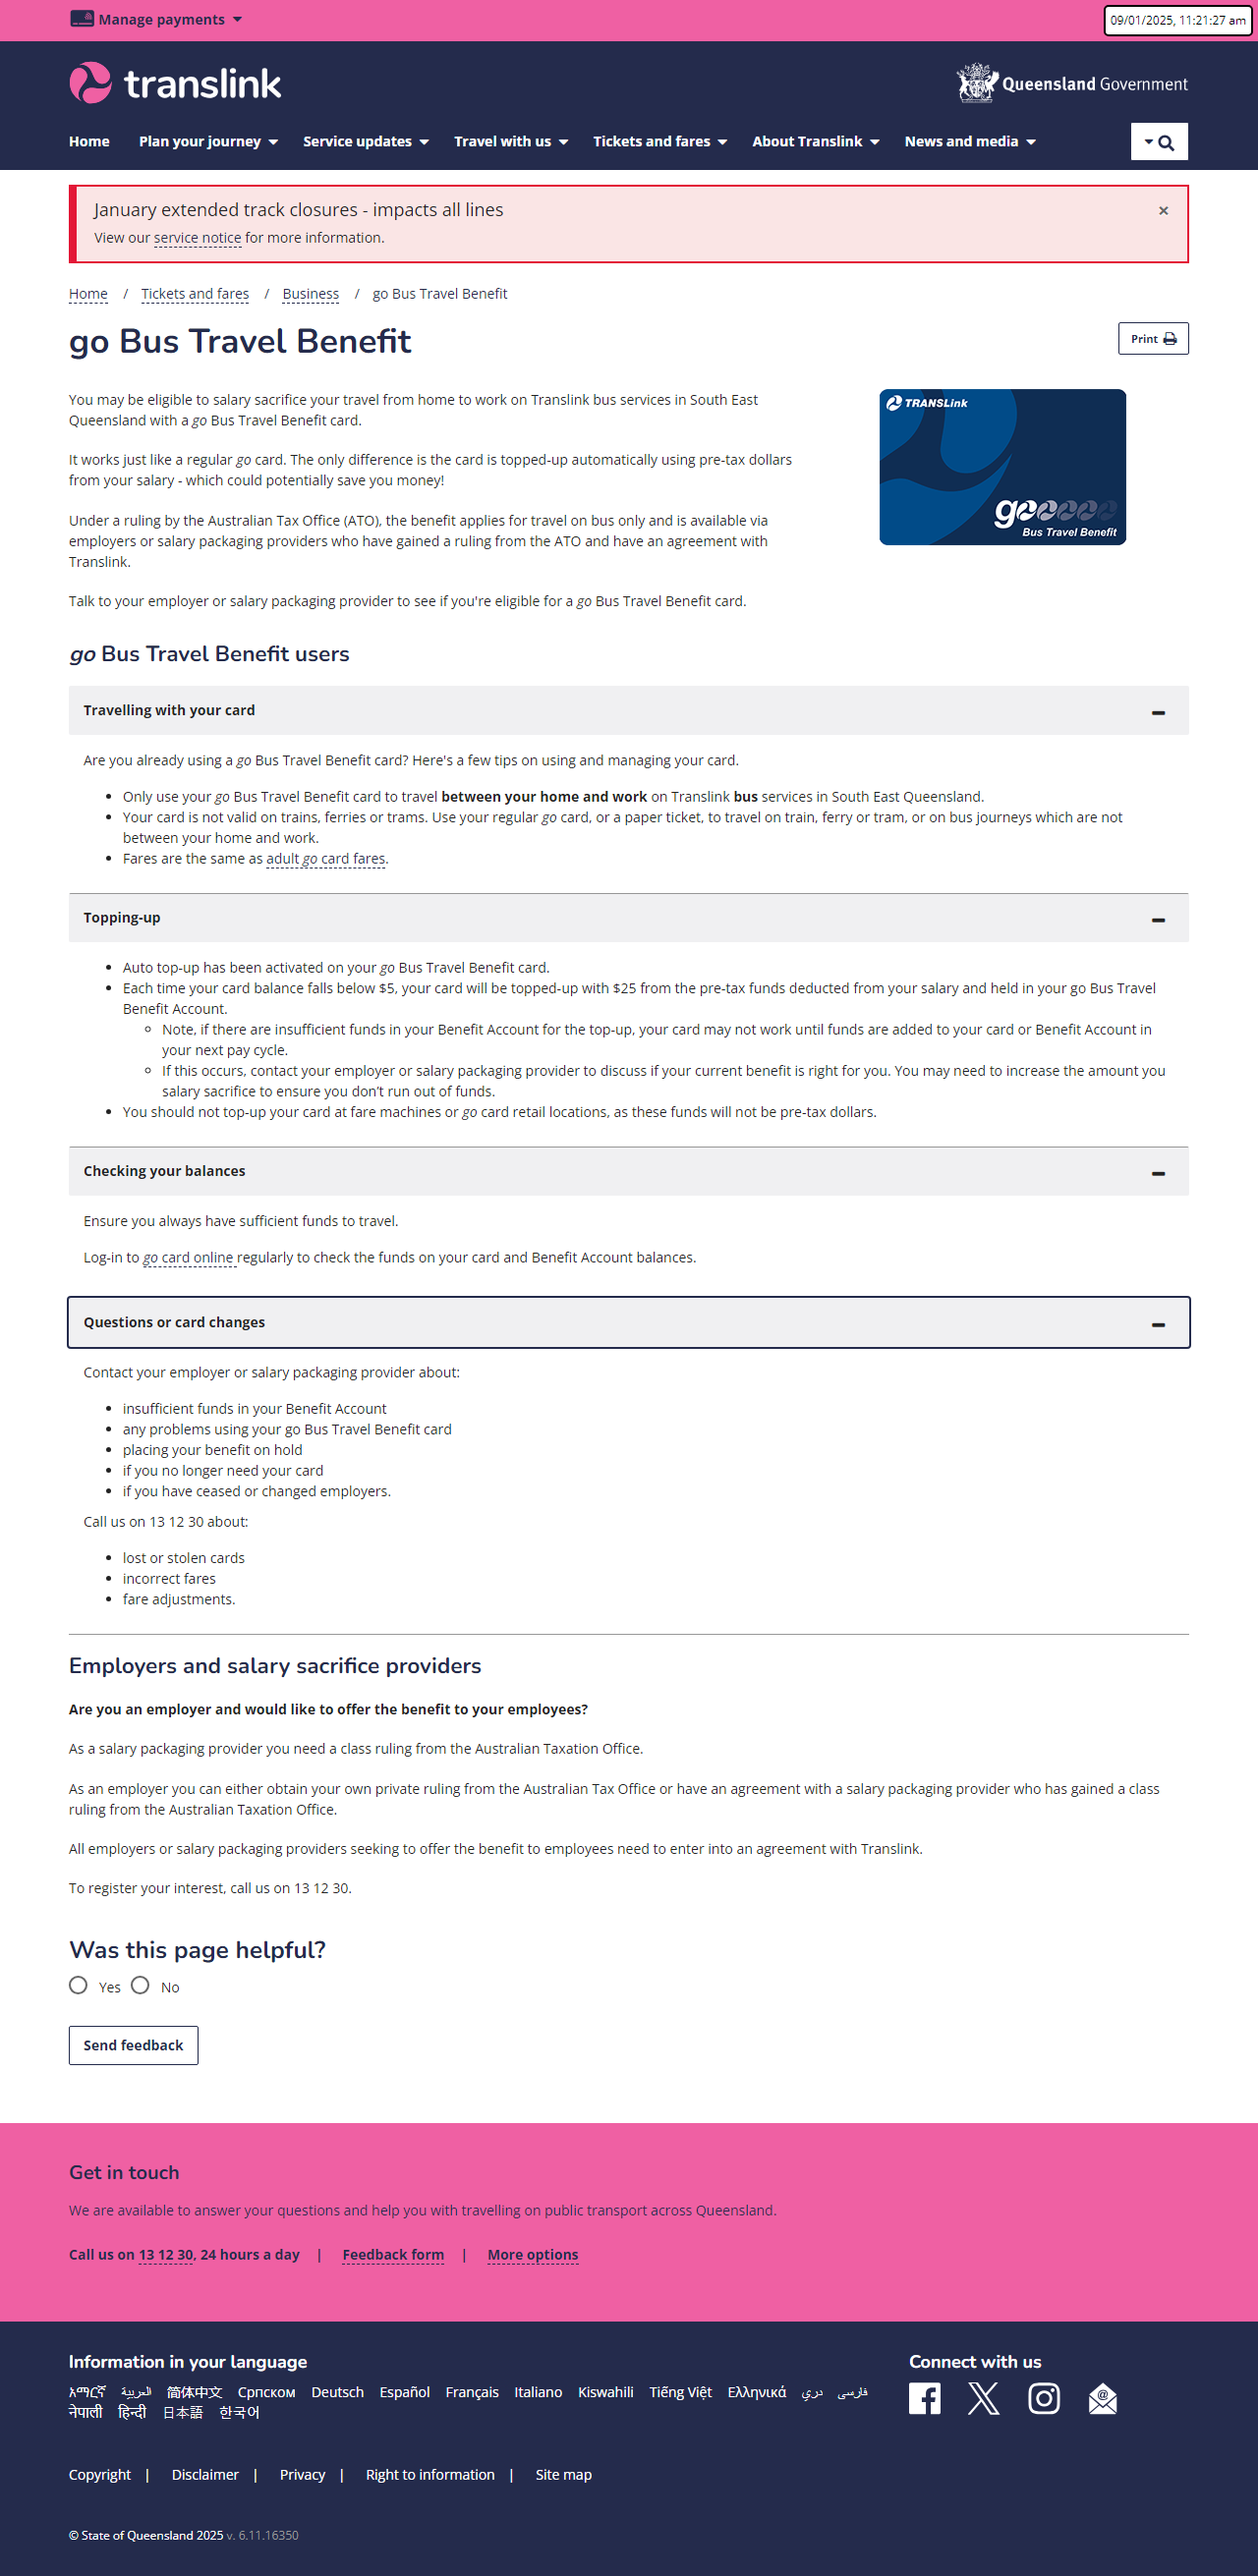 Manage payments
09/01/2025, 11:21:27 am
translink
Queensland Government
Home Plan your journey Service updates Travel with us Tickets and fares About Translink News and media
January extended track closures - impacts all lines ×
View our service notice for more information.
Home / Tickets and fares / Business / go Bus Travel Benefit
go Bus Travel Benefit
Print
You may be eligible to salary sacrifice your travel from home to work on Translink bus services in South East
Queensland with a go Bus Travel Benefit card.
It works just like a regular go card. The only difference is the card is topped-up automatically using pre-tax dollars
from your salary - which could potentially save you money!
Under a ruling by the Australian Tax Office (ATO), the benefit applies for travel on bus only and is available via
employers or salary packaging providers who have gained a ruling from the ATO and have an agreement with
Translink.
Talk to your employer or salary packaging provider to see if you're eligible for a go Bus Travel Benefit card.
TRANSLink
go
Bus Travel Benefit
go Bus Travel Benefit users
Travelling with your card
Are you already using a go Bus Travel Benefit card? Here's a few tips on using and managing your card.
Only use your go Bus Travel Benefit card to travel between your home and work on Translink bus services in South East Queensland.
Your card is not valid on trains, ferries or trams. Use your regular go card, or a paper ticket, to travel on train, ferry or tram, or on bus journeys which are not
between your home and work.
Fares are the same as adult go card fares.
Topping-up
Auto top-up has been activated on your go Bus Travel Benefit card.
Each time your card balance falls below $5, your card will be topped-up with $25 from the pre-tax funds deducted from your salary and held in your go Bus Travel
Benefit Account.
Note, if there are insufficient funds in your Benefit Account for the top-up, your card may not work until funds are added to your card or Benefit Account in
your next pay cycle.
If this occurs, contact your employer or salary packaging provider to discuss if your current benefit is right for you. You may need to increase the amount you
salary sacrifice to ensure you don’t run out of funds.
You should not top-up your card at fare machines or go card retail locations, as these funds will not be pre-tax dollars.
Checking your balances
Ensure you always have sufficient funds to travel.
Log-in to go card online regularly to check the funds on your card and Benefit Account balances.
Questions or card changes
Contact your employer or salary packaging provider about:
insufficient funds in your Benefit Account
any problems using your go Bus Travel Benefit card
placing your benefit on hold
if you no longer need your card
if you have ceased or changed employers.
Call us on 13 12 30 about:
lost or stolen cards
incorrect fares
fare adjustments.
Employers and salary sacrifice providers
Are you an employer and would like to offer the benefit to your employees?
As a salary packaging provider you need a class ruling from the Australian Taxation Office.
As an employer you can either obtain your own private ruling from the Australian Tax Office or have an agreement with a salary packaging provider who has gained a class
ruling from the Australian Taxation Office.
All employers or salary packaging providers seeking to offer the benefit to employees need to enter into an agreement with Translink.
To register your interest, call us on 13 12 30.
Was this page helpful?
Yes No
Send feedback
Get in touch
We are available to answer your questions and help you with travelling on public transport across Queensland.
Call us on 13 12 30, 24 hours a day | Feedback form | More options
Information in your language
አማርኛ العربية 简体中文 Српском Deutsch Español Français Italiano Kiswahili Tiếng Việt Ελληνικά دری فارسی
नेपाली हिन्दी 日本語 한국어
Connect with us
Copyright | Disclaimer | Privacy | Right to information | Site map
© State of Queensland 2025 v. 6.11.16350